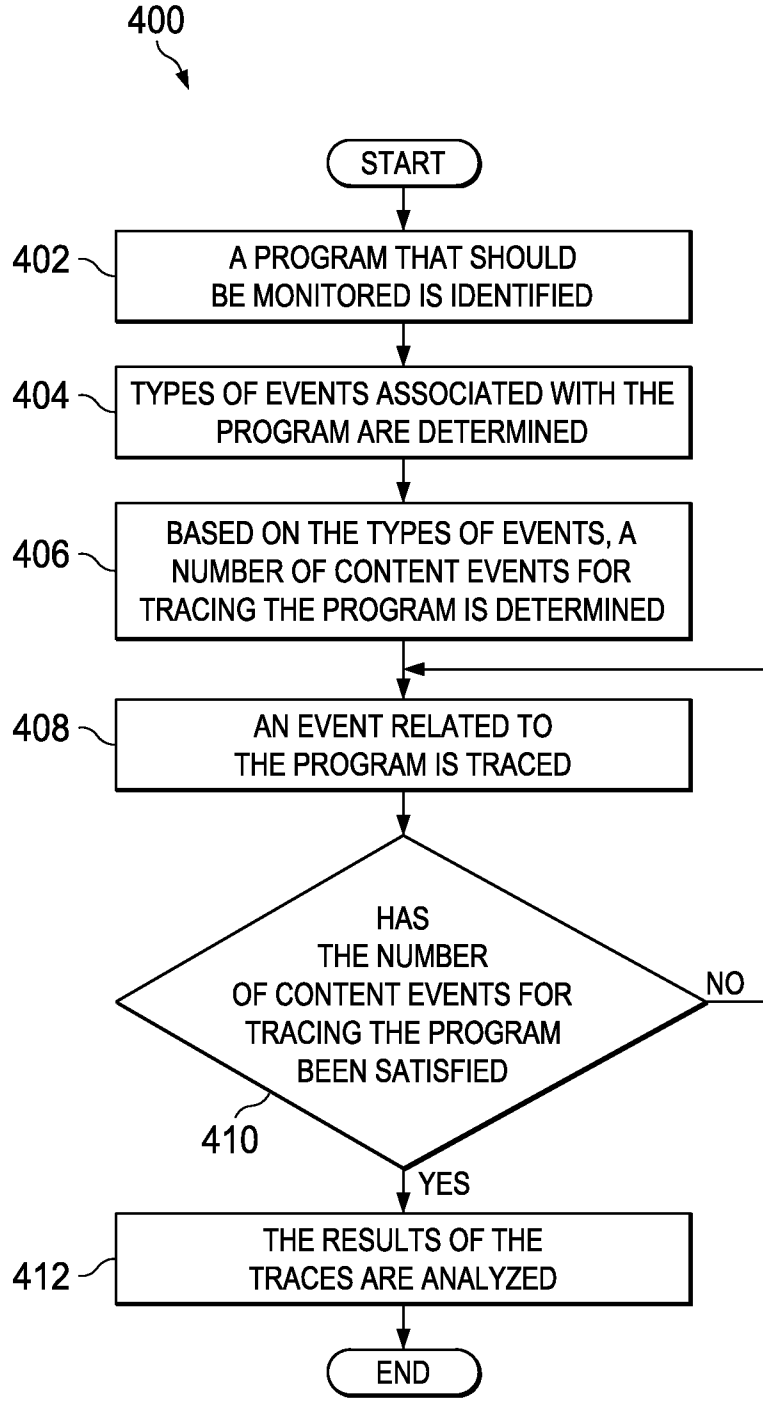 400
START
402
A PROGRAM THAT SHOULD
BE MONITORED IS IDENTIFIED
404
TYPES OF EVENTS ASSOCIATED WITH THE
PROGRAM ARE DETERMINED
406
BASED ON THE TYPES OF EVENTS, A
NUMBER OF CONTENT EVENTS FOR
TRACING THE PROGRAM IS DETERMINED
408
AN EVENT RELATED TO
THE PROGRAM IS TRACED
HAS
THE NUMBER
OF CONTENT EVENTS FOR
TRACING THE PROGRAM
BEEN SATISFIED
NO
410
YES
412
THE RESULTS OF THE
TRACES ARE ANALYZED
END